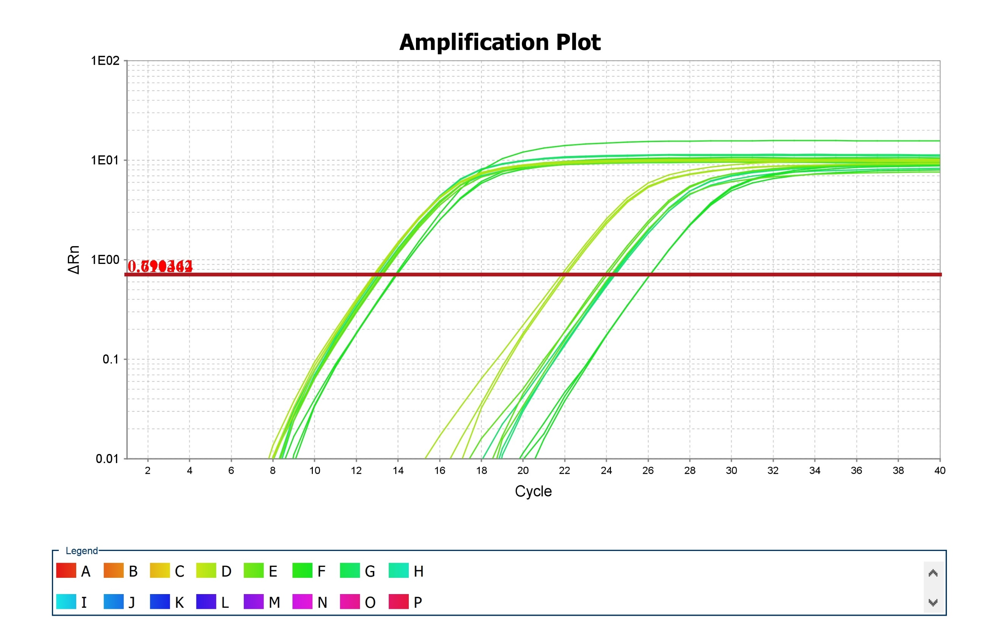 Amplification Plot
1E02
1E01
1E00
0.1
0.01
ΔRn
2 4 6 8 10 12 14 16 18 20 22 24 26 28 30 32 34 36 38 40
Cycle
Legend
A B C D E F G H
I J K L M N O P